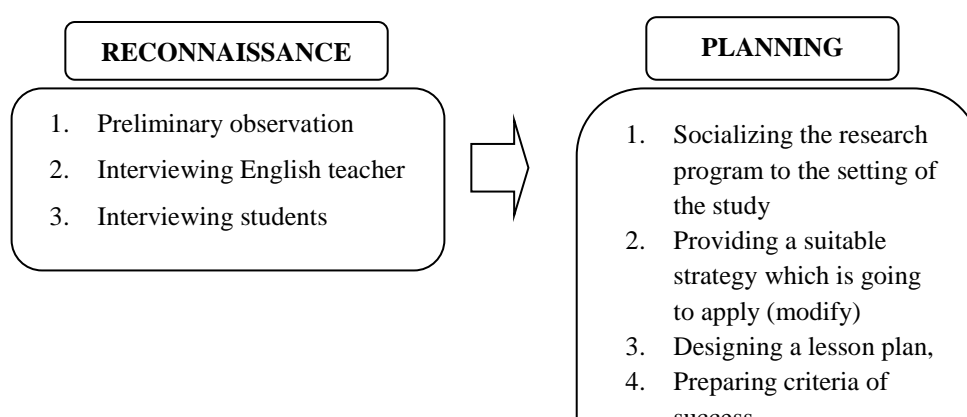 RECONNAISSANCE
1. Preliminary observation
2. Interviewing English teacher
3. Interviewing students
PLANNING
1. Socializing the research
program to the setting of
the study
2. Providing a suitable
strategy which is going
to apply (modify)
3. Designing a lesson plan,
4. Preparing criteria of
success